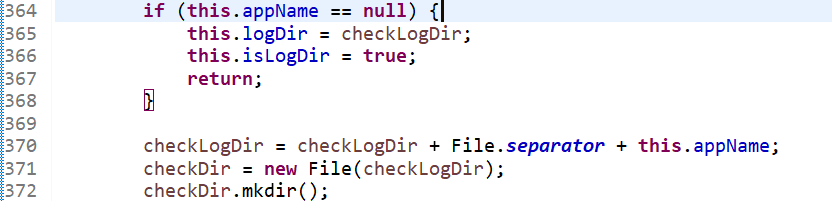 364 if (this.appName == null) {
365 this.logDir = checkLogDir;
366 this.isLogDir = true;
367 return;
368 }
369
370 checkLogDir = checkLogDir + File.separator + this.appName;
371 checkDir = new File(checkLogDir);
372 checkDir.mkdir();